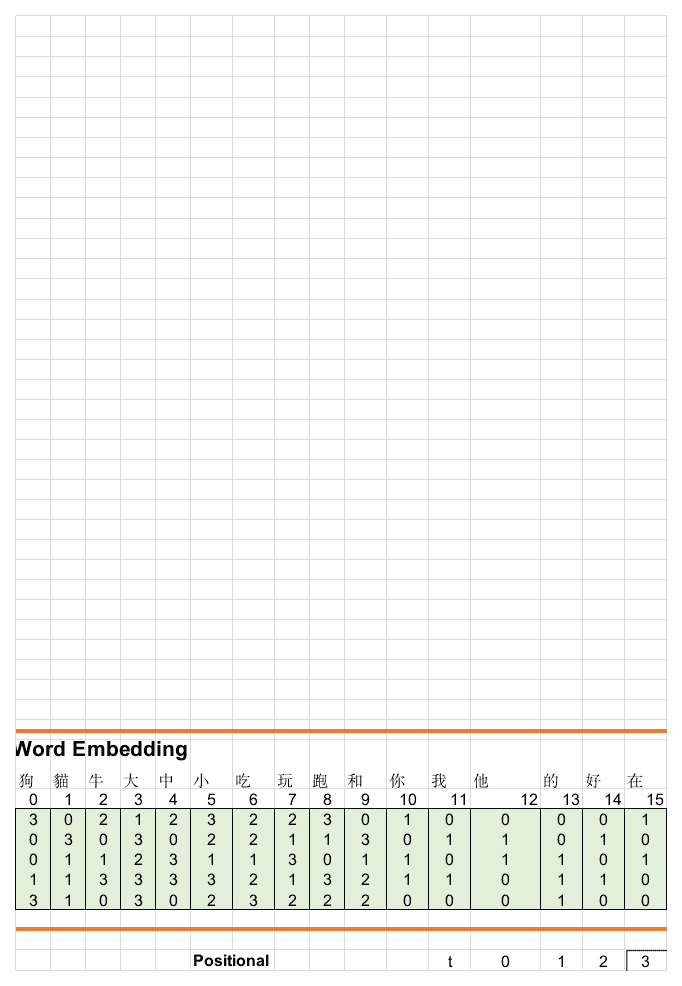 Word Embedding
狗 貓 牛 大 中 小 吃 玩 跑 和 你 我 他 的 好 在
0 1 2 3 4 5 6 7 8 9 10 11 12 13 14 15
3 0 2 1 2 3 2 2 3 0 1 0 0 0 0 1
0 3 0 3 0 2 2 1 1 3 0 1 1 0 1 0
0 1 1 2 3 1 1 3 0 1 1 0 1 1 0 1
1 1 3 3 3 3 2 1 3 2 1 1 0 1 1 0
3 1 0 3 0 2 3 2 2 2 0 0 0 1 0 0
Positional t 0 1 2 3